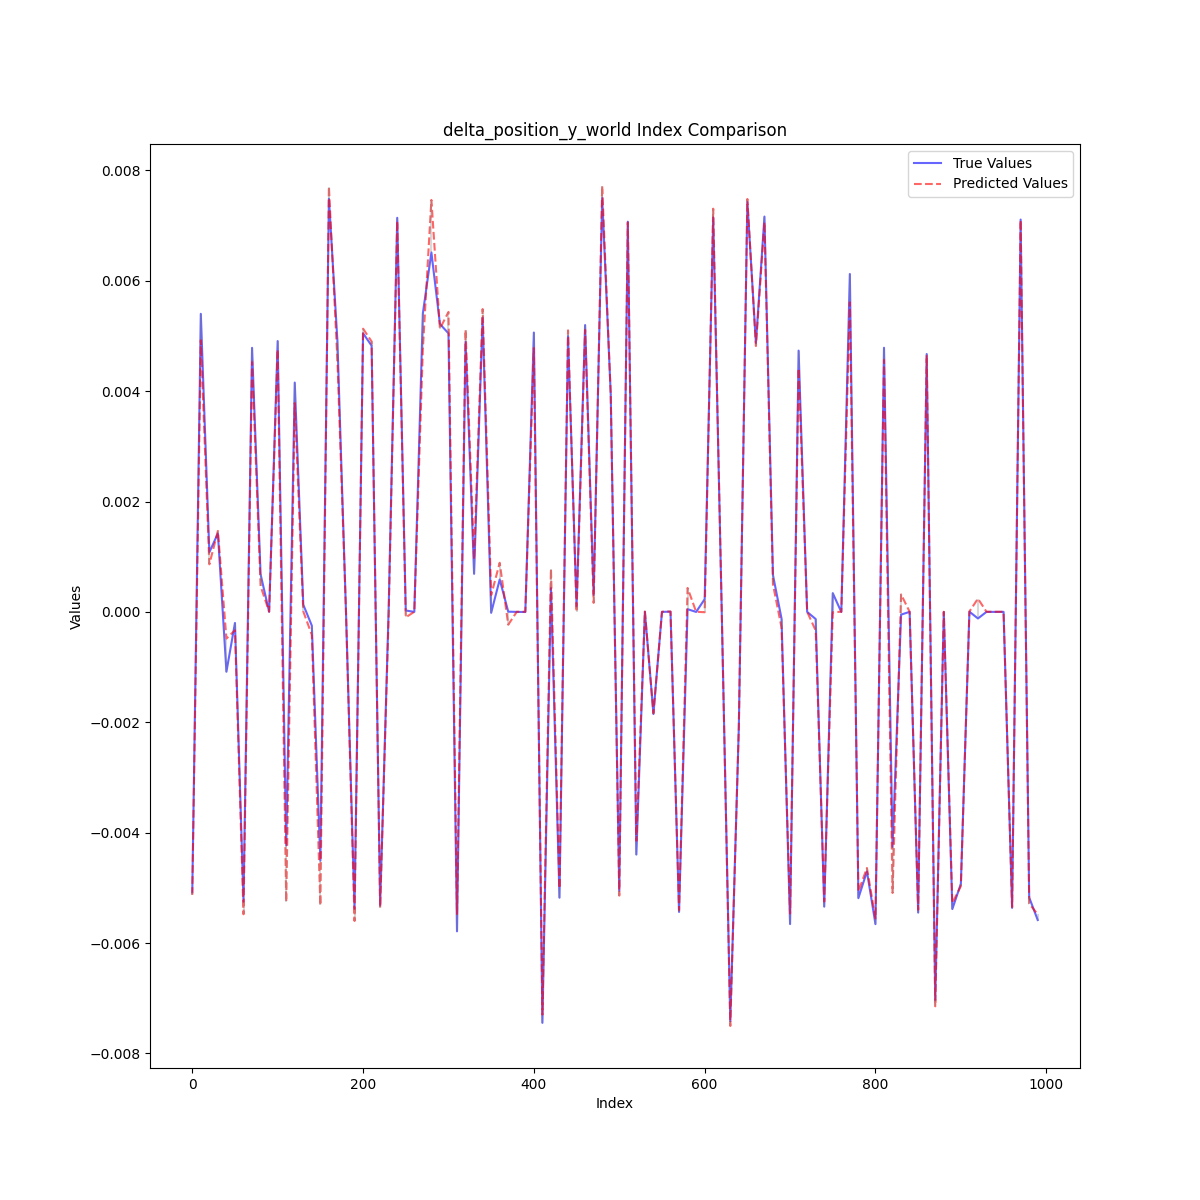 delta_position_y_world Index Comparison
True Values
Predicted Values
0.008
0.006
0.004
0.002
0.000
−0.002
−0.004
−0.006
−0.008
Values
0 200 400 600 800 1000
Index